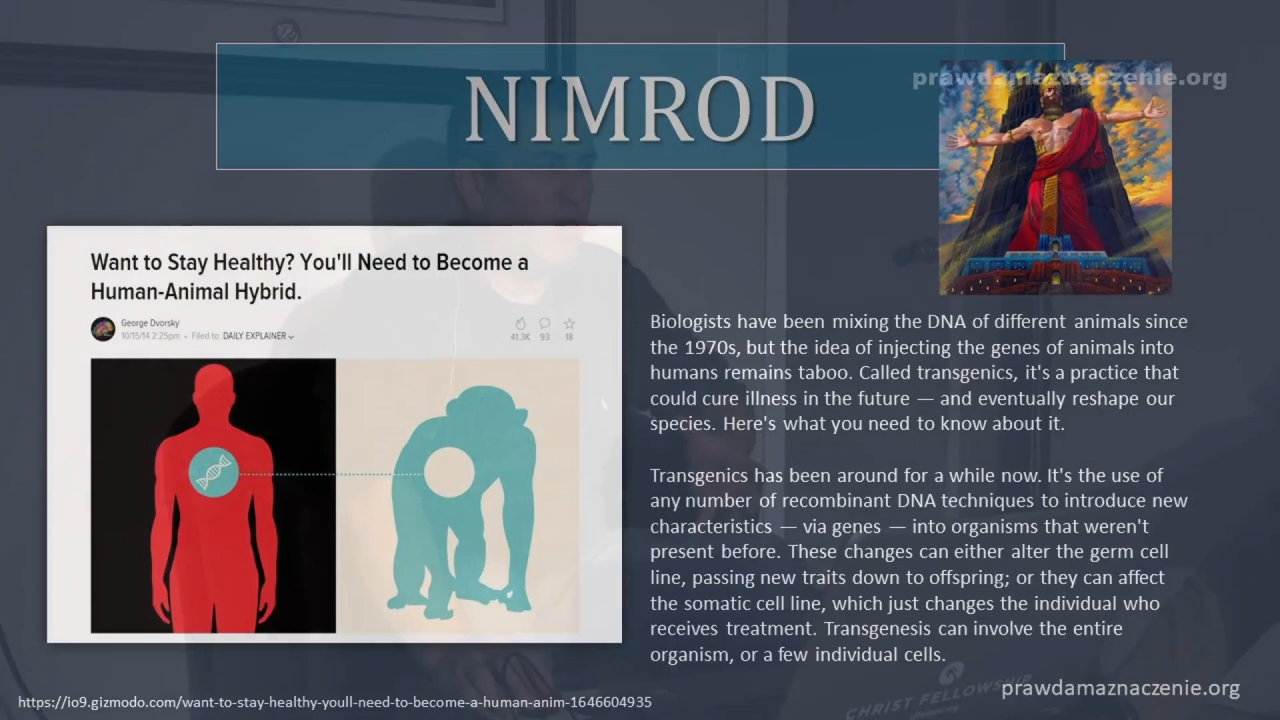 NIMROD
prawdamaznaczenie.org
Want to Stay Healthy? You'll Need to Become a
Human-Animal Hybrid.
George Dvorsky
10/15/14 2:25pm • Filed to: DAILY EXPLAINER
41.3K 93 18
Biologists have been mixing the DNA of different animals since
the 1970s, but the idea of injecting the genes of animals into
humans remains taboo. Called transgenics, it's a practice that
could cure illness in the future — and eventually reshape our
species. Here's what you need to know about it.
Transgenics has been around for a while now. It's the use of
any number of recombinant DNA techniques to introduce new
characteristics — via genes — into organisms that weren't
present before. These changes can either alter the germ cell
line, passing new traits down to offspring; or they can affect
the somatic cell line, which just changes the individual who
receives treatment. Transgenesis can involve the entire
organism, or a few individual cells.
CHRIST FELLOWSHIP
prawdamaznaczenie.org
https://io9.gizmodo.com/want-to-stay-healthy-youll-need-to-become-a-human-anim-1646604935